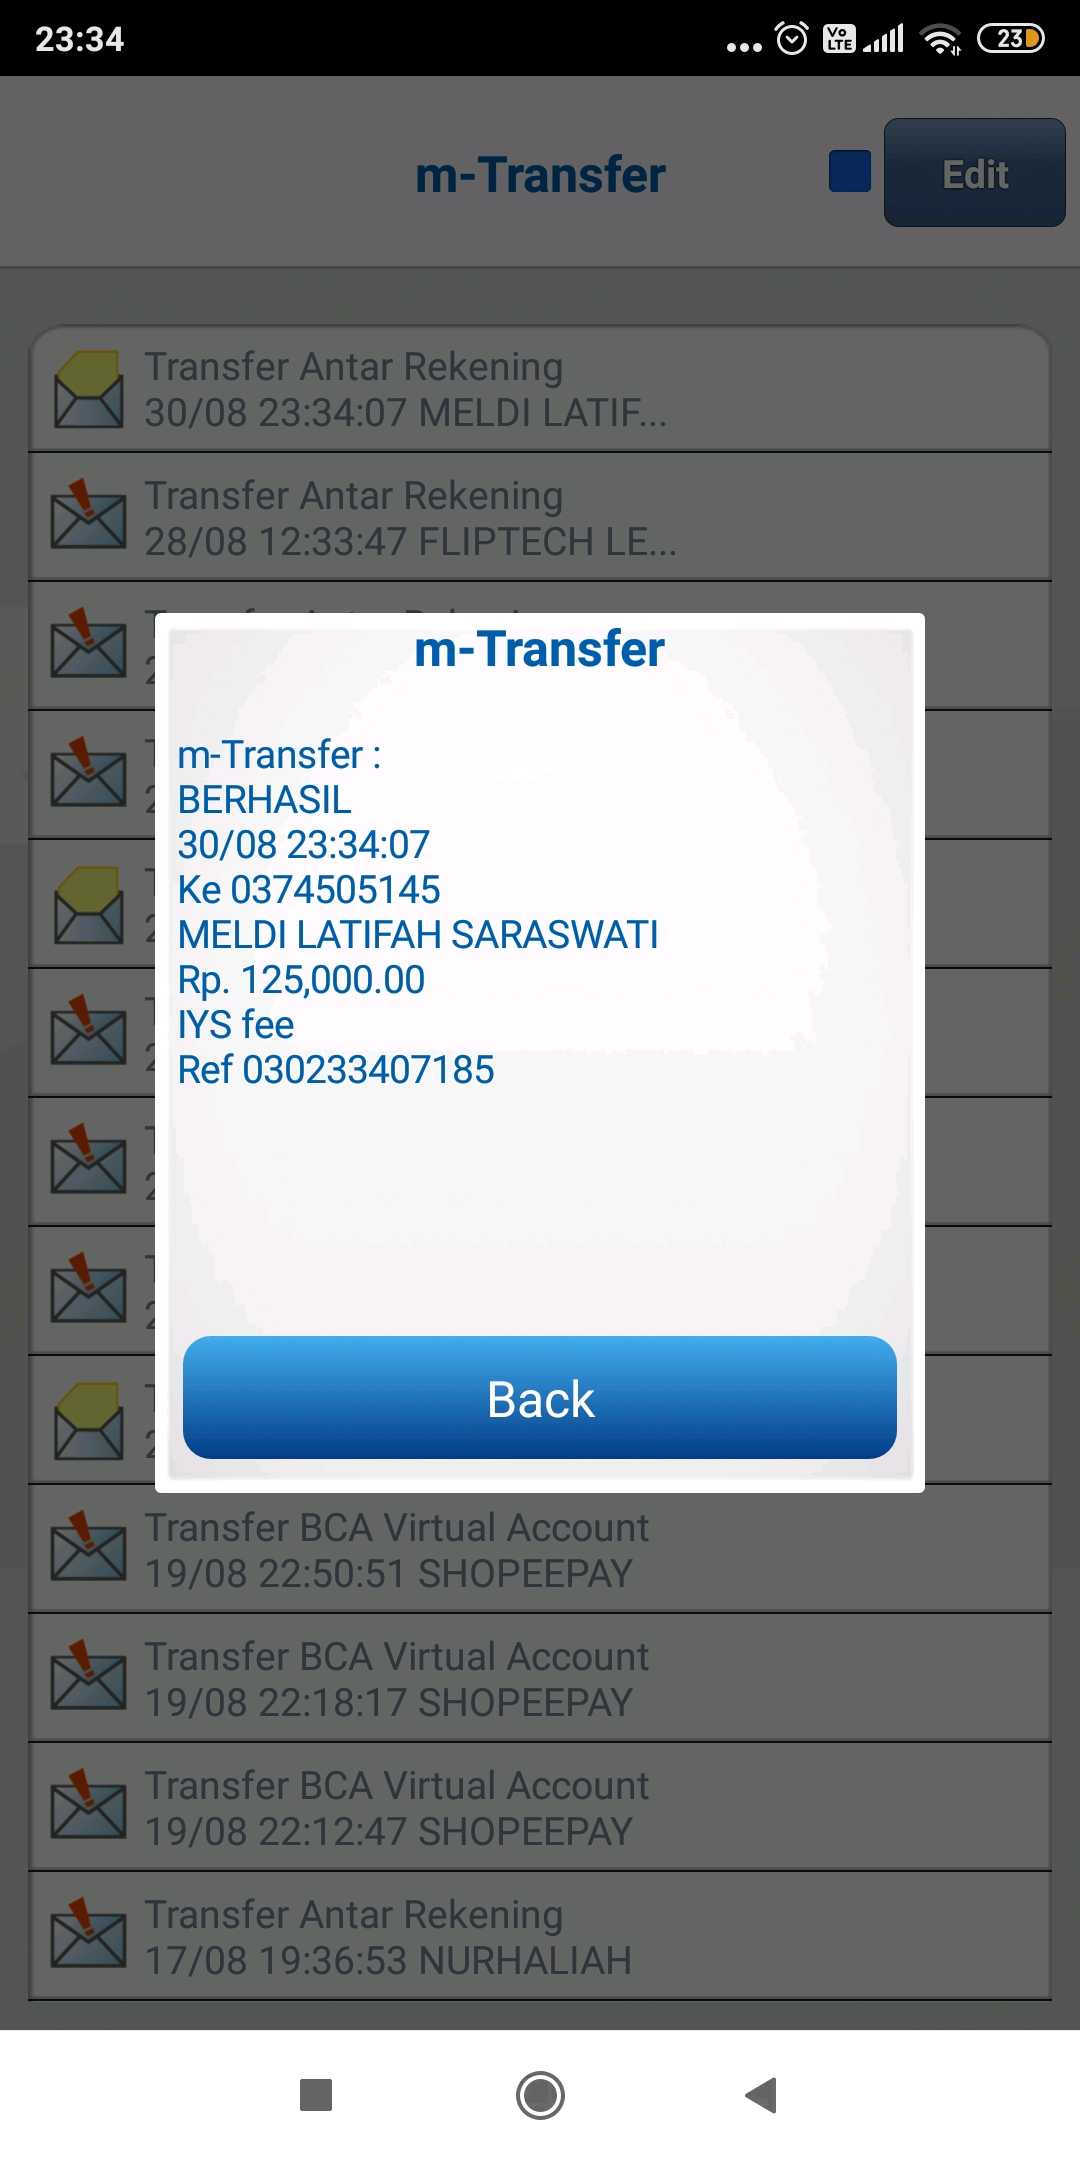 23:34
Vo LTE
23
m-Transfer
Edit
Transfer Antar Rekening
30/08 23:34:07 MELDI LATIF...
Transfer Antar Rekening
28/08 12:33:47 FLIPTECH LE...
m-Transfer
m-Transfer :
BERHASIL
30/08 23:34:07
Ke 0374505145
MELDI LATIFAH SARASWATI
Rp. 125,000.00
IYS fee
Ref 030233407185
Back
Transfer BCA Virtual Account
19/08 22:50:51 SHOPEEPAY
Transfer BCA Virtual Account
19/08 22:18:17 SHOPEEPAY
Transfer BCA Virtual Account
19/08 22:12:47 SHOPEEPAY
Transfer Antar Rekening
17/08 19:36:53 NURHALIAH